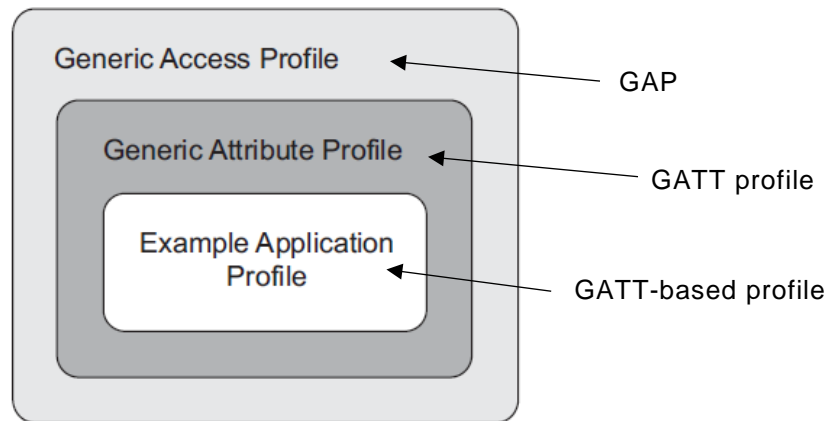 Generic Access Profile
GAP
Generic Attribute Profile
GATT profile
Example Application
Profile
GATT-based profile